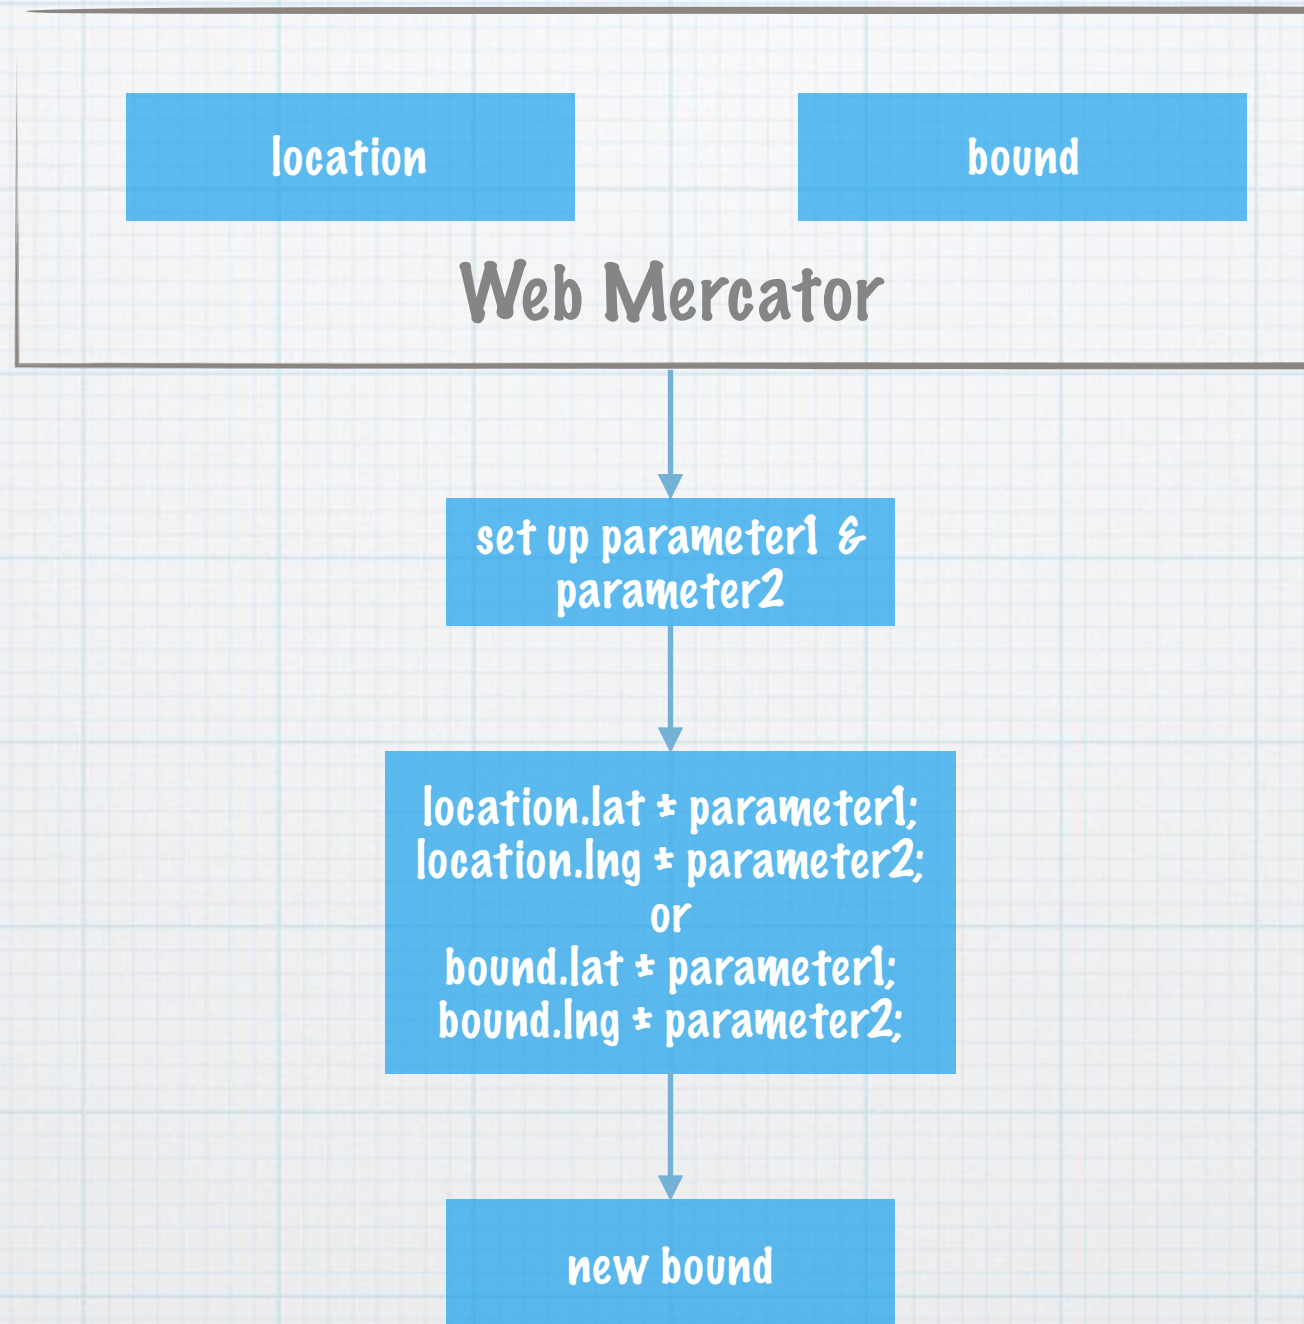 location
bound
Web Mercator
set up parameter1 &
parameter2
location.lat ± parameter1;
location.lng ± parameter2;
or
bound.lat ± parameter1;
bound.lng ± parameter2;
new bound